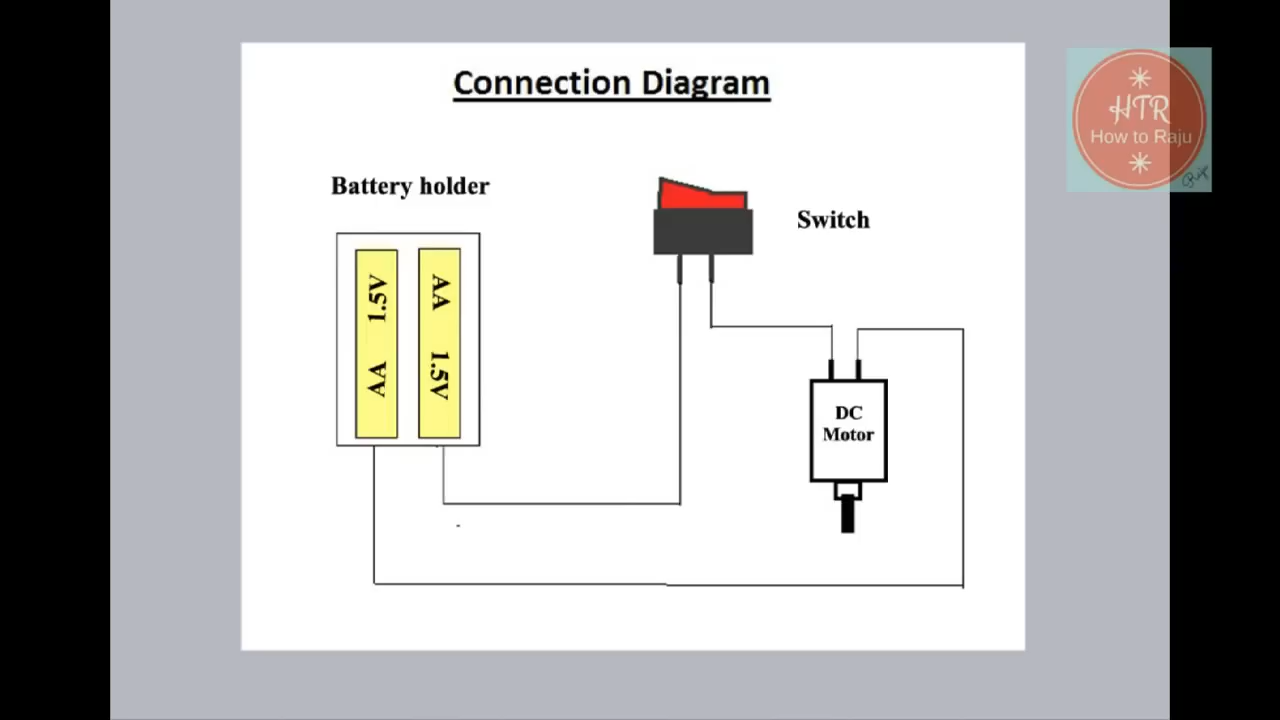 Connection Diagram
HTR
How to Raju
Battery holder
Switch
1.5V
AA
AA
1.5V
DC
Motor